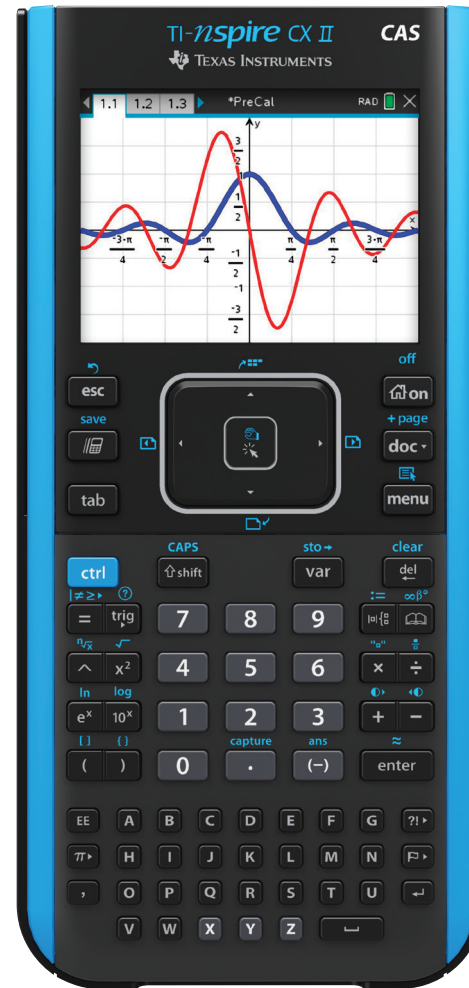 TI-nspire CX II CAS
TEXAS INSTRUMENTS
1.1 1.2 1.3 *PreCal RAD
y
3
2
1
2
x
-3·π
4
-π
2
-π
4
π
4
π
2
3·π
4
-1
2
-1
-3
2
off
esc on
save + page
doc
tab menu
CAPS sto→ clear
ctrl shift var del
|≠≥▸ ? := ∞β°
= trig 7 8 9 |□|{
ⁿ√x √ "□"
^ x² 4 5 6 × ÷
ln log
eˣ 10ˣ 1 2 3 + −
[ ] { } capture ans ≈
( ) 0 . (−) enter
EE A B C D E F G ?!▸
π▸ H I J K L M N
, O P Q R S T U
V W X Y Z